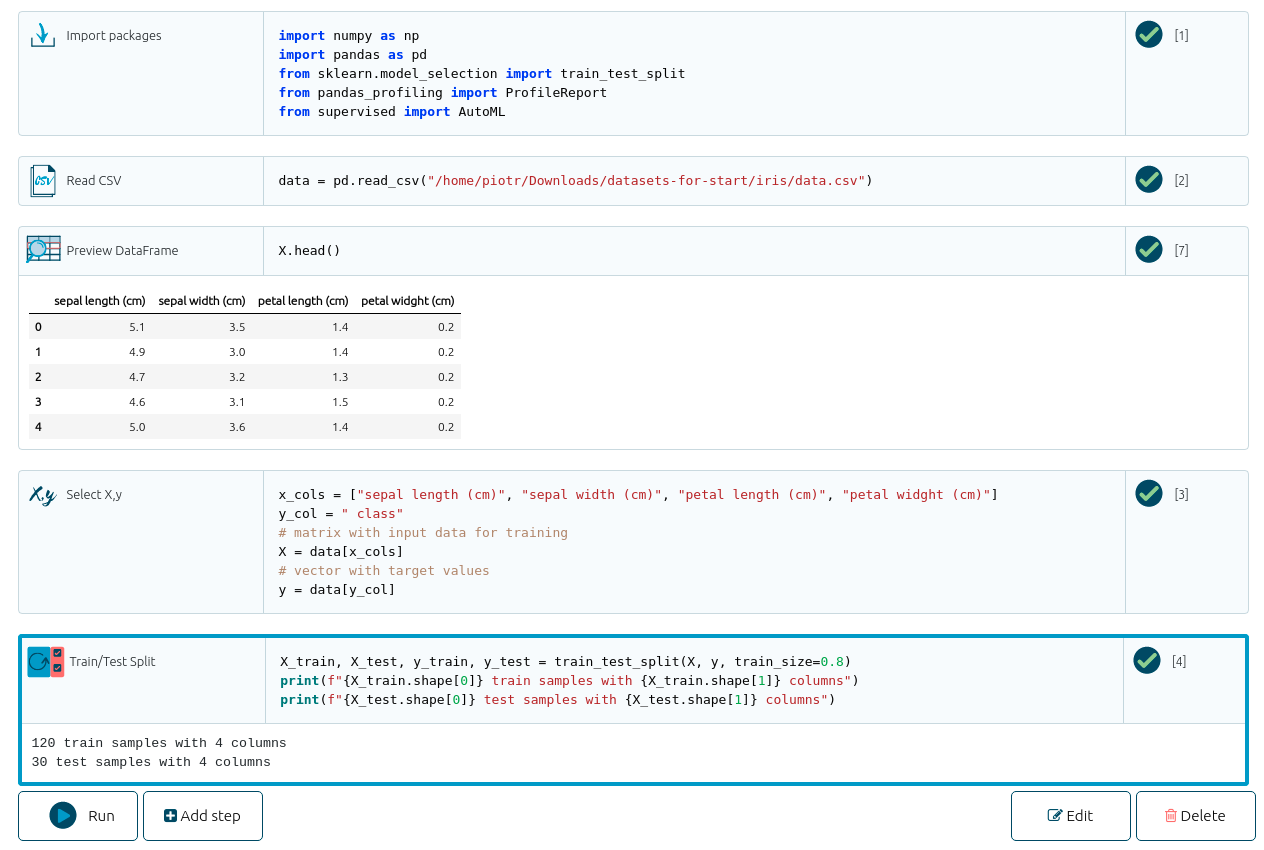 Import packages
import numpy as np
import pandas as pd
from sklearn.model_selection import train_test_split
from pandas_profiling import ProfileReport
from supervised import AutoML
[1]
CSV
Read CSV
data = pd.read_csv("/home/piotr/Downloads/datasets-for-start/iris/data.csv")
[2]
Preview DataFrame
X.head()
[7]
sepal length (cm) sepal width (cm) petal length (cm) petal widght (cm)
0 5.1 3.5 1.4 0.2
1 4.9 3.0 1.4 0.2
2 4.7 3.2 1.3 0.2
3 4.6 3.1 1.5 0.2
4 5.0 3.6 1.4 0.2
X,y
Select X,y
x_cols = ["sepal length (cm)", "sepal width (cm)", "petal length (cm)", "petal widght (cm)"]
y_col = " class"
# matrix with input data for training
X = data[x_cols]
# vector with target values
y = data[y_col]
[3]
Train/Test Split
X_train, X_test, y_train, y_test = train_test_split(X, y, train_size=0.8)
print(f"{X_train.shape[0]} train samples with {X_train.shape[1]} columns")
print(f"{X_test.shape[0]} test samples with {X_test.shape[1]} columns")
[4]
120 train samples with 4 columns
30 test samples with 4 columns
Run
Add step
Edit
Delete